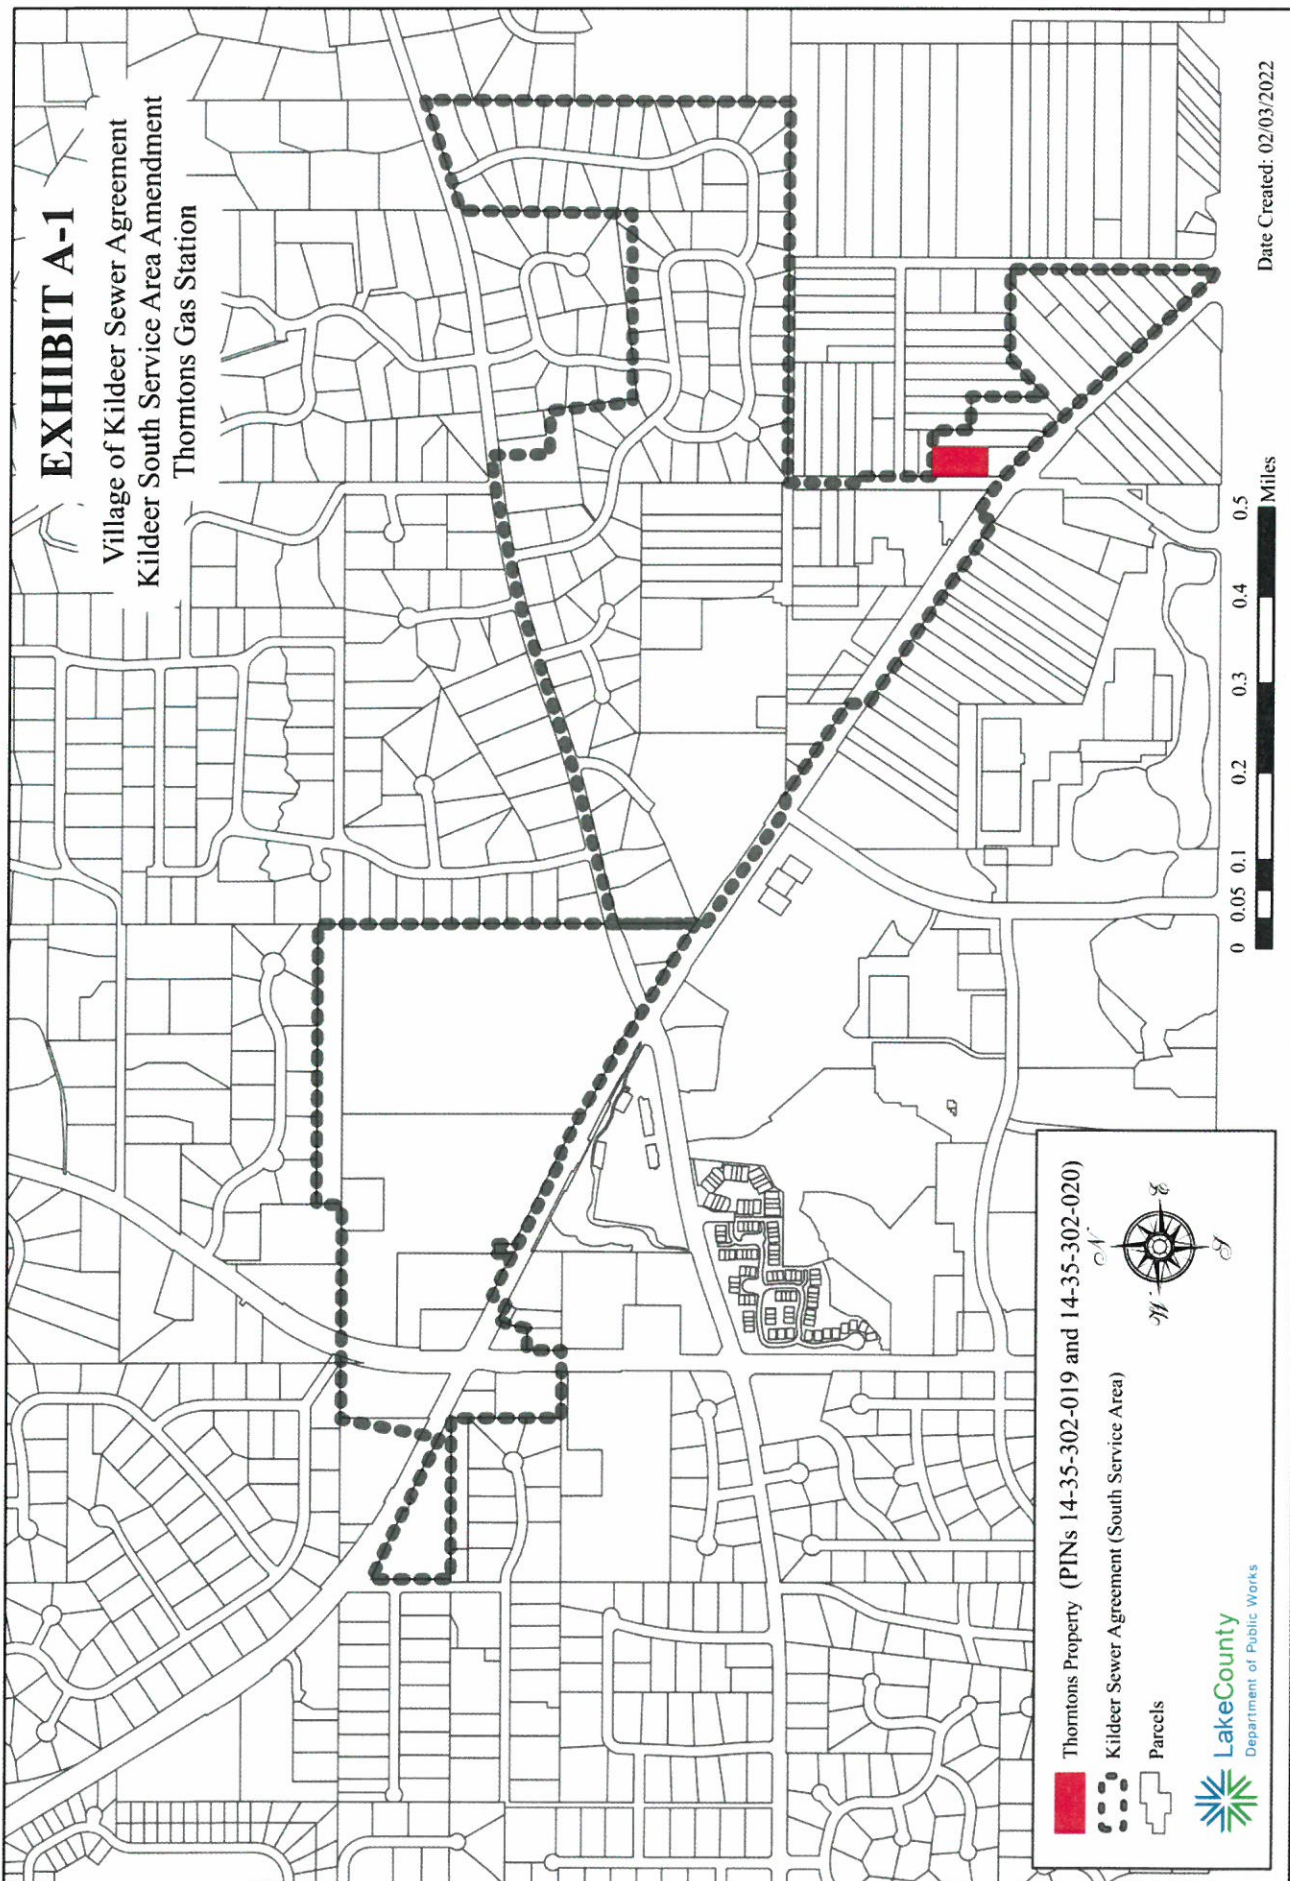 EXHIBIT A-1
Village of Kildeer Sewer Agreement
Kildeer South Service Area Amendment
Thorntons Gas Station
Thorntons Property (PINs 14-35-302-019 and 14-35-302-020)
Kildeer Sewer Agreement (South Service Area)
Parcels
N
W
E
S
LakeCounty
Department of Public Works
0 0.05 0.1 0.2 0.3 0.4 0.5
Miles
Date Created: 02/03/2022